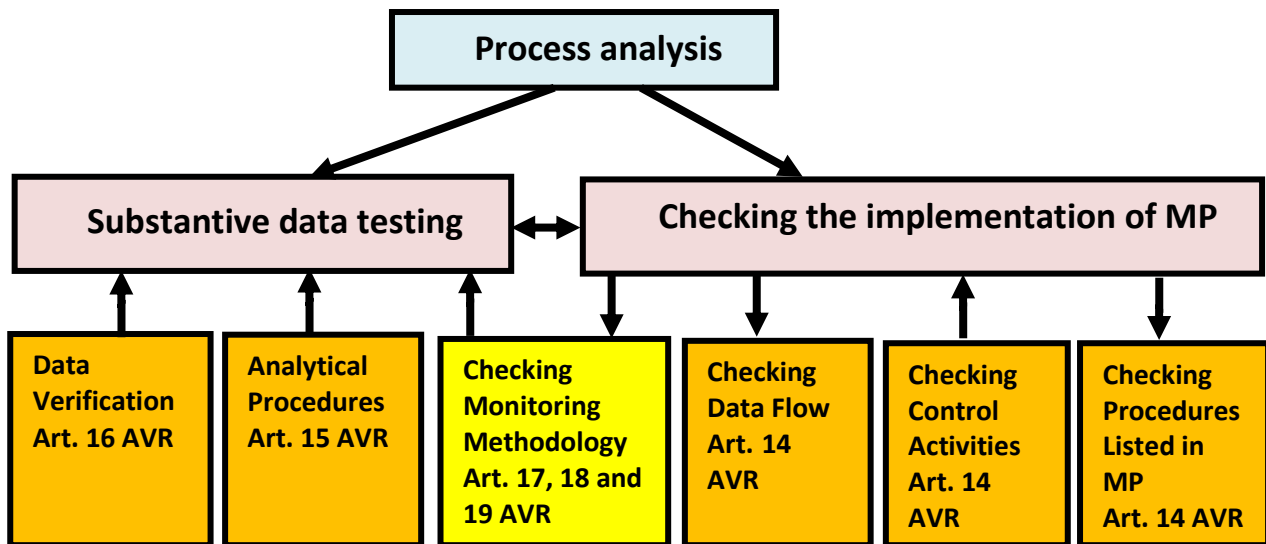 Process analysis
Substantive data testing
Checking the implementation of MP
Data
Verification
Art. 16 AVR
Analytical
Procedures
Art. 15 AVR
Checking
Monitoring
Methodology
Art. 17, 18 and
19 AVR
Checking
Data Flow
Art. 14
AVR
Checking
Control
Activities
Art. 14
AVR
Checking
Procedures
Listed in
MP
Art. 14 AVR